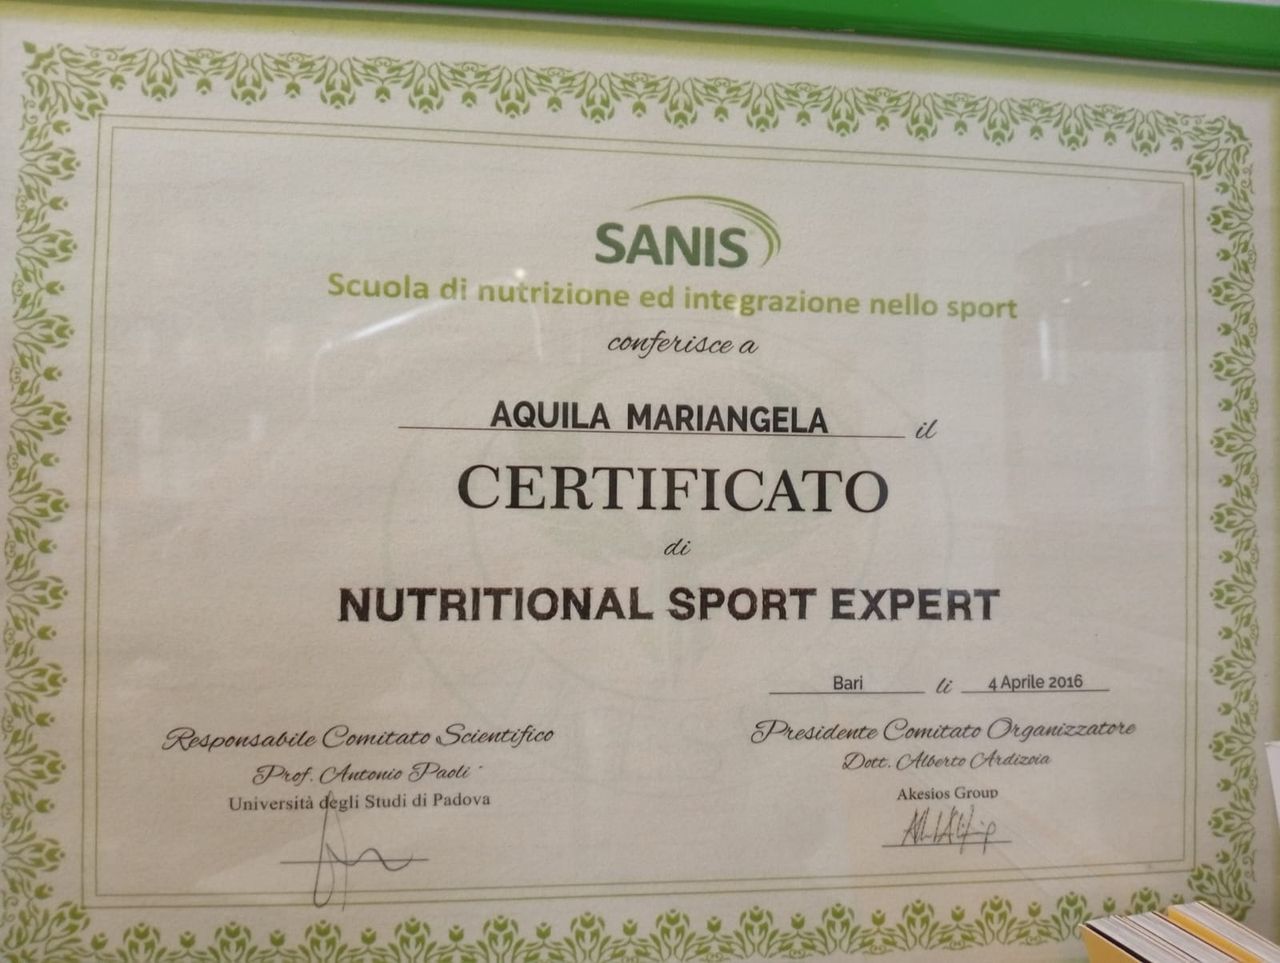 SANIS
Scuola di nutrizione ed integrazione nello sport
conferisce a
AQUILA MARIANGELA il
CERTIFICATO
di
NUTRITIONAL SPORT EXPERT
Bari li 4 Aprile 2016
Responsabile Comitato Scientifico
Prof. Antonio Paoli
Università degli Studi di Padova
Presidente Comitato Organizzatore
Dott. Alberto Ardizoia
Akesios Group